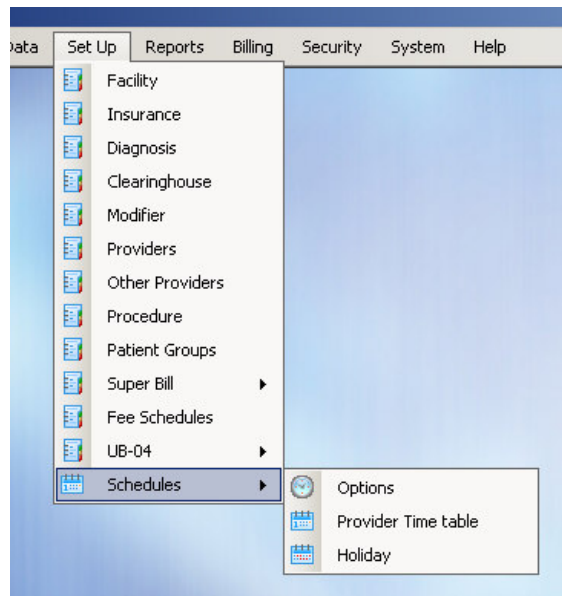 Data Set Up Reports Billing Security System Help
Facility
Insurance
Diagnosis
Clearinghouse
Modifier
Providers
Other Providers
Procedure
Patient Groups
Super Bill
Fee Schedules
UB-04
Schedules
Options
Provider Time table
Holiday